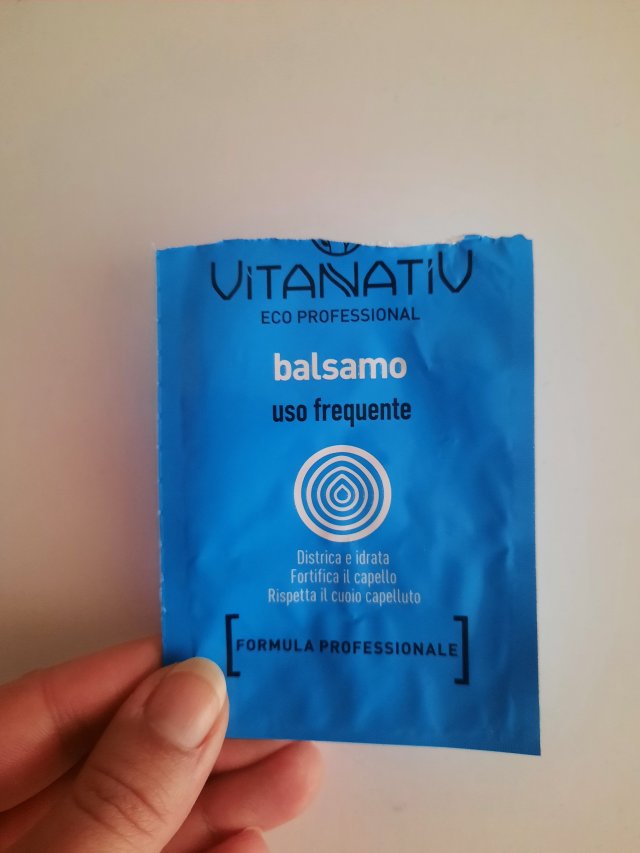 VITANATIV
ECO PROFESSIONAL
balsamo
uso frequente
Districa e idrata
Fortifica il capello
Rispetta il cuoio capelluto
[FORMULA PROFESSIONALE]